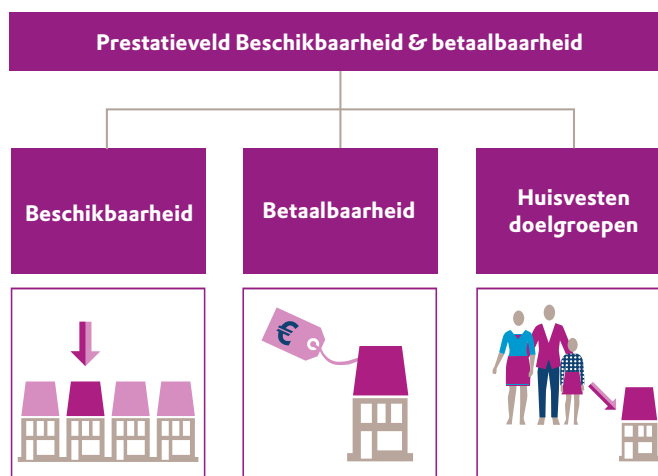 Prestatieveld Beschikbaarheid & betaalbaarheid
Beschikbaarheid
Betaalbaarheid
Huisvesten
doelgroepen
€